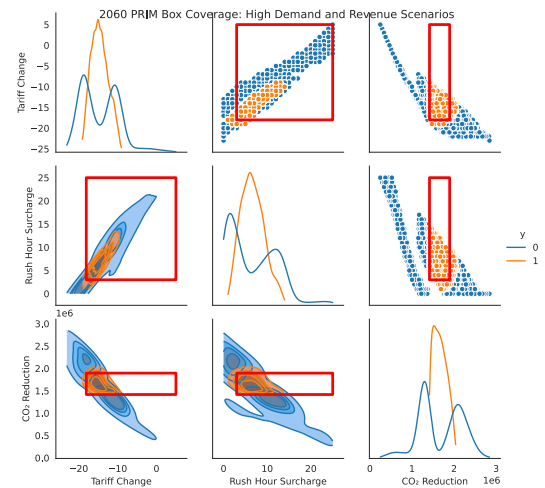 2060 PRIM Box Coverage: High Demand and Revenue Scenarios
Tariff Change
5
0
−5
−10
−15
−20
−25
Rush Hour Surcharge
25
20
15
10
5
0
y
0
1
1e6
CO₂ Reduction
3,0
2,5
2,0
1,5
1,0
0,5
0,0
−20 −10 0
Tariff Change
0 10 20
Rush Hour Surcharge
0 1 2 3
1e6
CO₂ Reduction